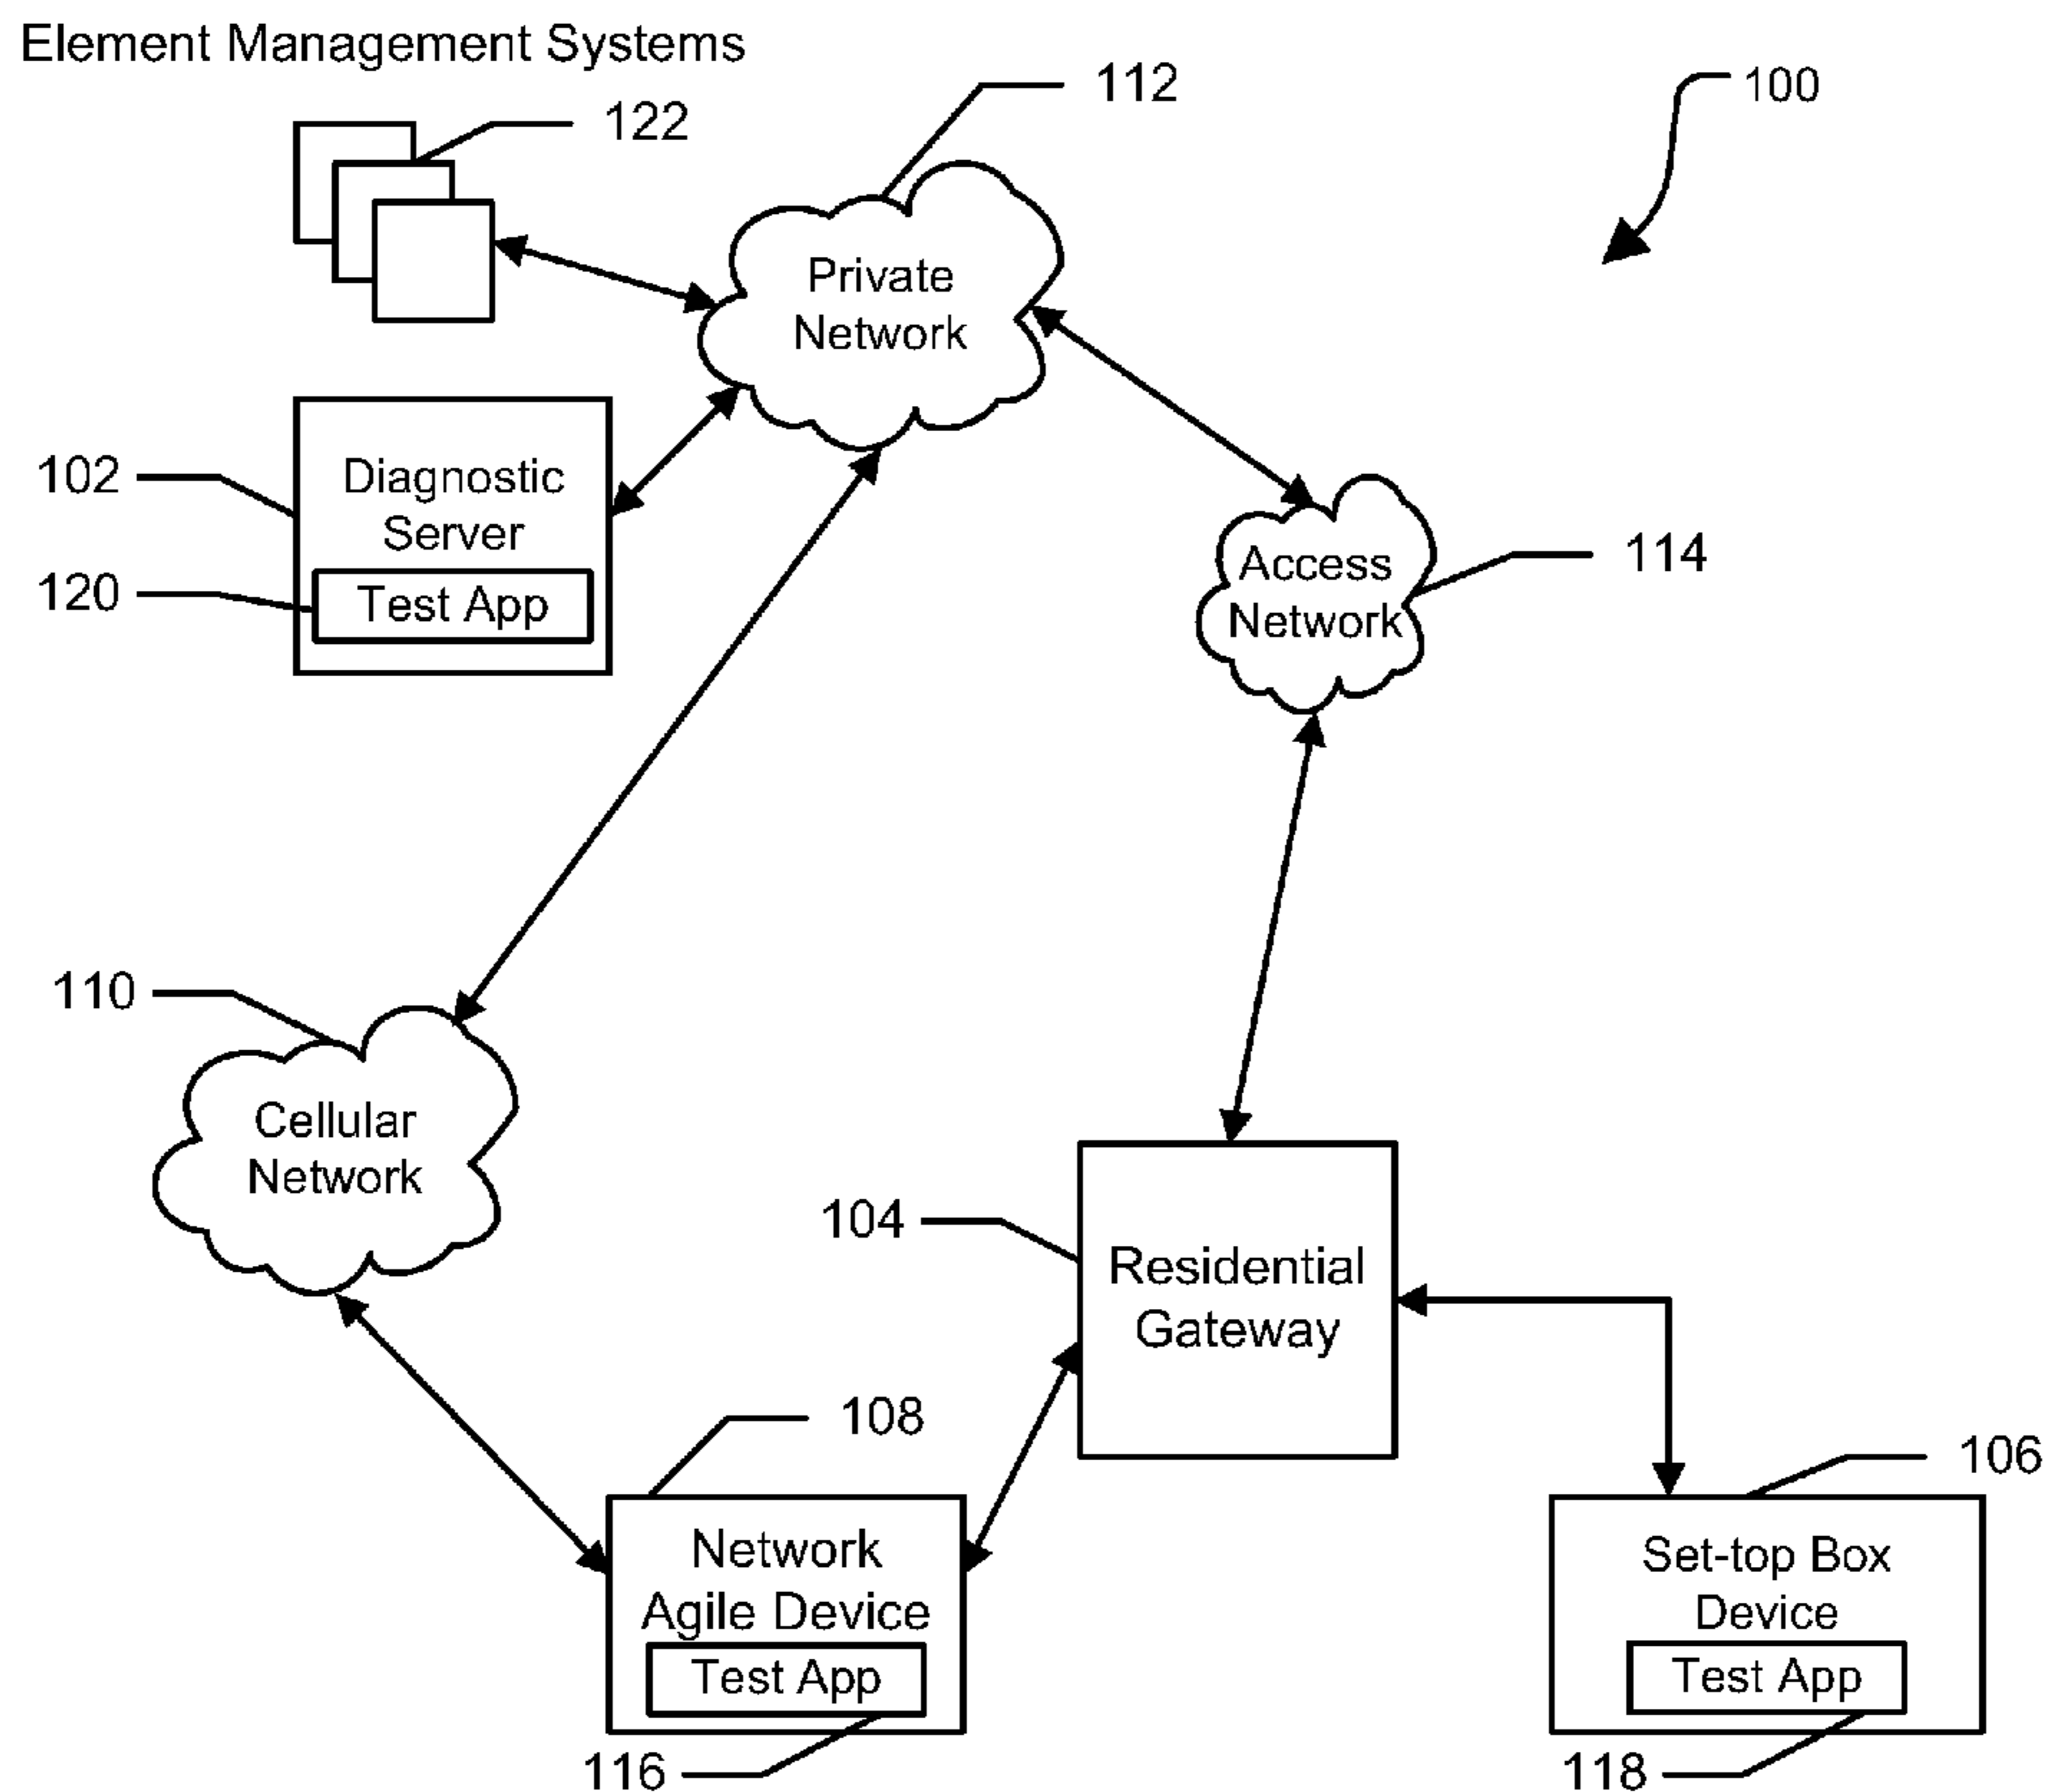 Element Management Systems
112
100
122
Private
Network
102
Diagnostic
Server
114
Access
Network
120
Test App
110
Cellular
Network
104
Residential
Gateway
108
106
Network
Agile Device
Test App
Set-top Box
Device
Test App
116
118